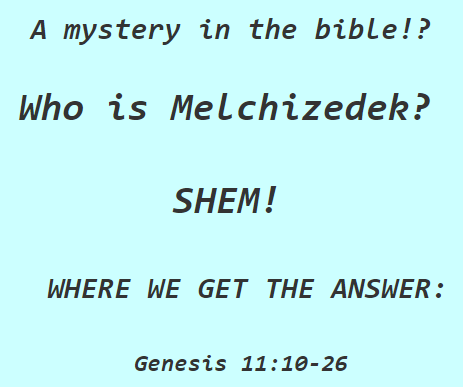 A mystery in the bible!?
Who is Melchizedek?
SHEM!
WHERE WE GET THE ANSWER:
Genesis 11:10-26